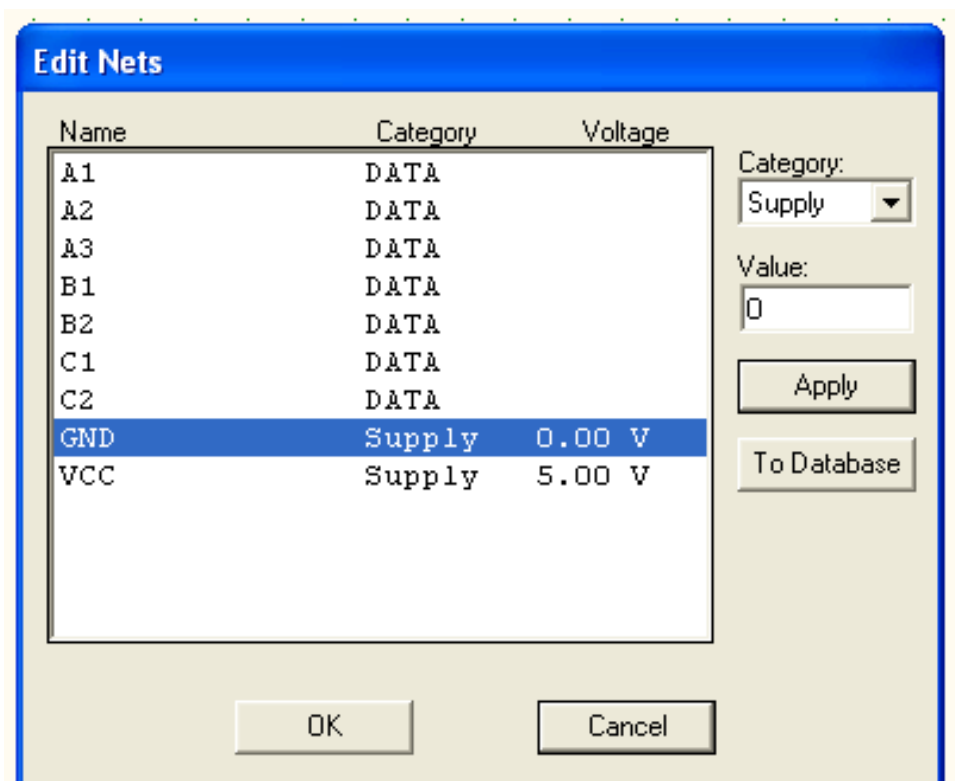 Edit Nets
Name Category Voltage
A1 DATA
A2 DATA
A3 DATA
B1 DATA
B2 DATA
C1 DATA
C2 DATA
GND Supply 0.00 V
VCC Supply 5.00 V
Category:
Supply
Value:
0
Apply
To Database
OK Cancel